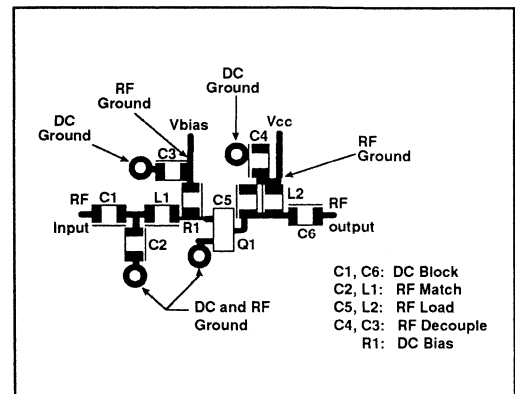 DC
Ground
RF
Ground
DC
Ground
Vbias
Vcc
C4
C3
RF
Ground
RF
Input
C1
L1
R1
C5
L2
RF
output
C6
C2
Q1
DC and RF
Ground
C1, C6: DC Block
C2, L1: RF Match
C5, L2: RF Load
C4, C3: RF Decouple
R1: DC Bias